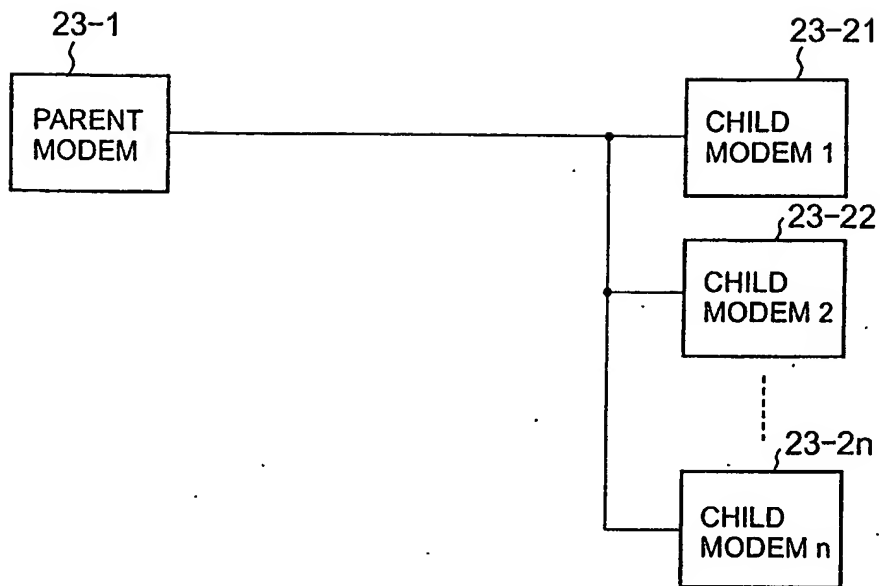 23-1
PARENT
MODEM
23-21
CHILD
MODEM 1
23-22
CHILD
MODEM 2
23-2n
CHILD
MODEM n